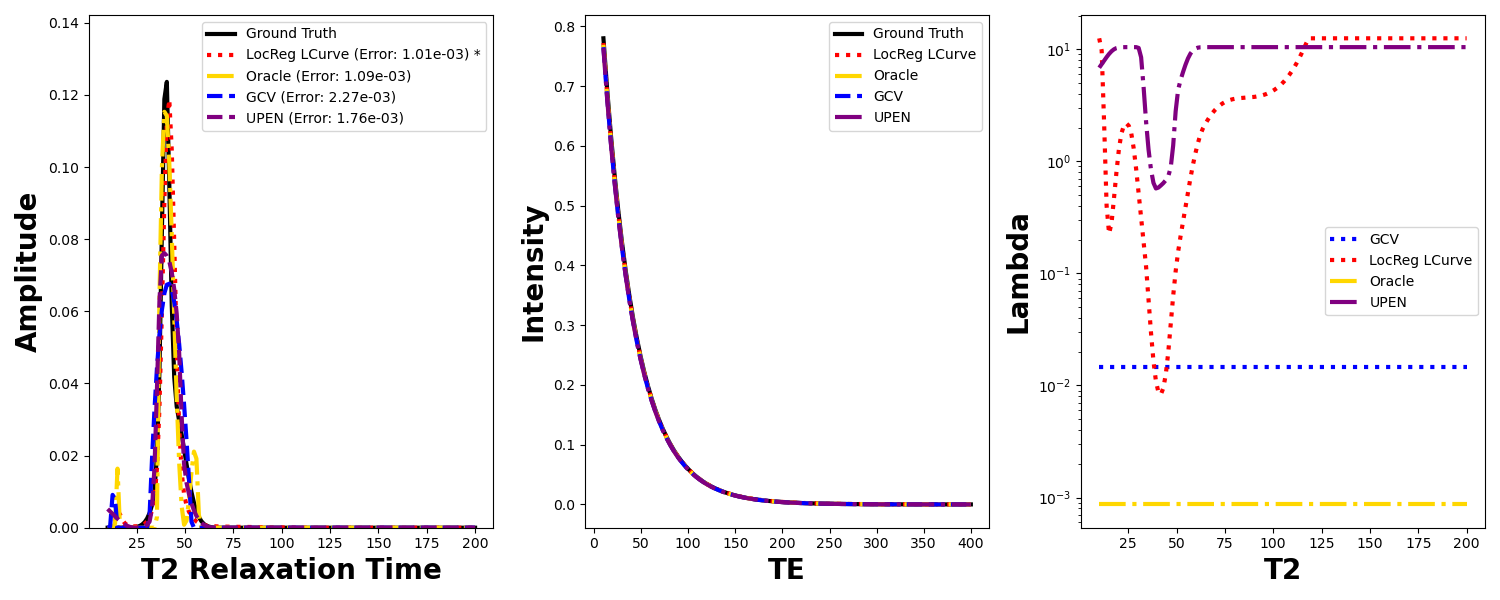 0.14
0.12
0.10
0.08
0.06
0.04
0.02
0.00
Amplitude
25
50
75
100
125
150
175
200
T2 Relaxation Time
Ground Truth
LocReg LCurve (Error: 1.01e-03) *
Oracle (Error: 1.09e-03)
GCV (Error: 2.27e-03)
UPEN (Error: 1.76e-03)
0.8
0.7
0.6
0.5
0.4
0.3
0.2
0.1
0.0
Intensity
0
50
100
150
200
250
300
350
400
TE
Ground Truth
LocReg LCurve
Oracle
GCV
UPEN
10¹
10⁰
10⁻¹
10⁻²
10⁻³
Lambda
25
50
75
100
125
150
175
200
T2
GCV
LocReg LCurve
Oracle
UPEN